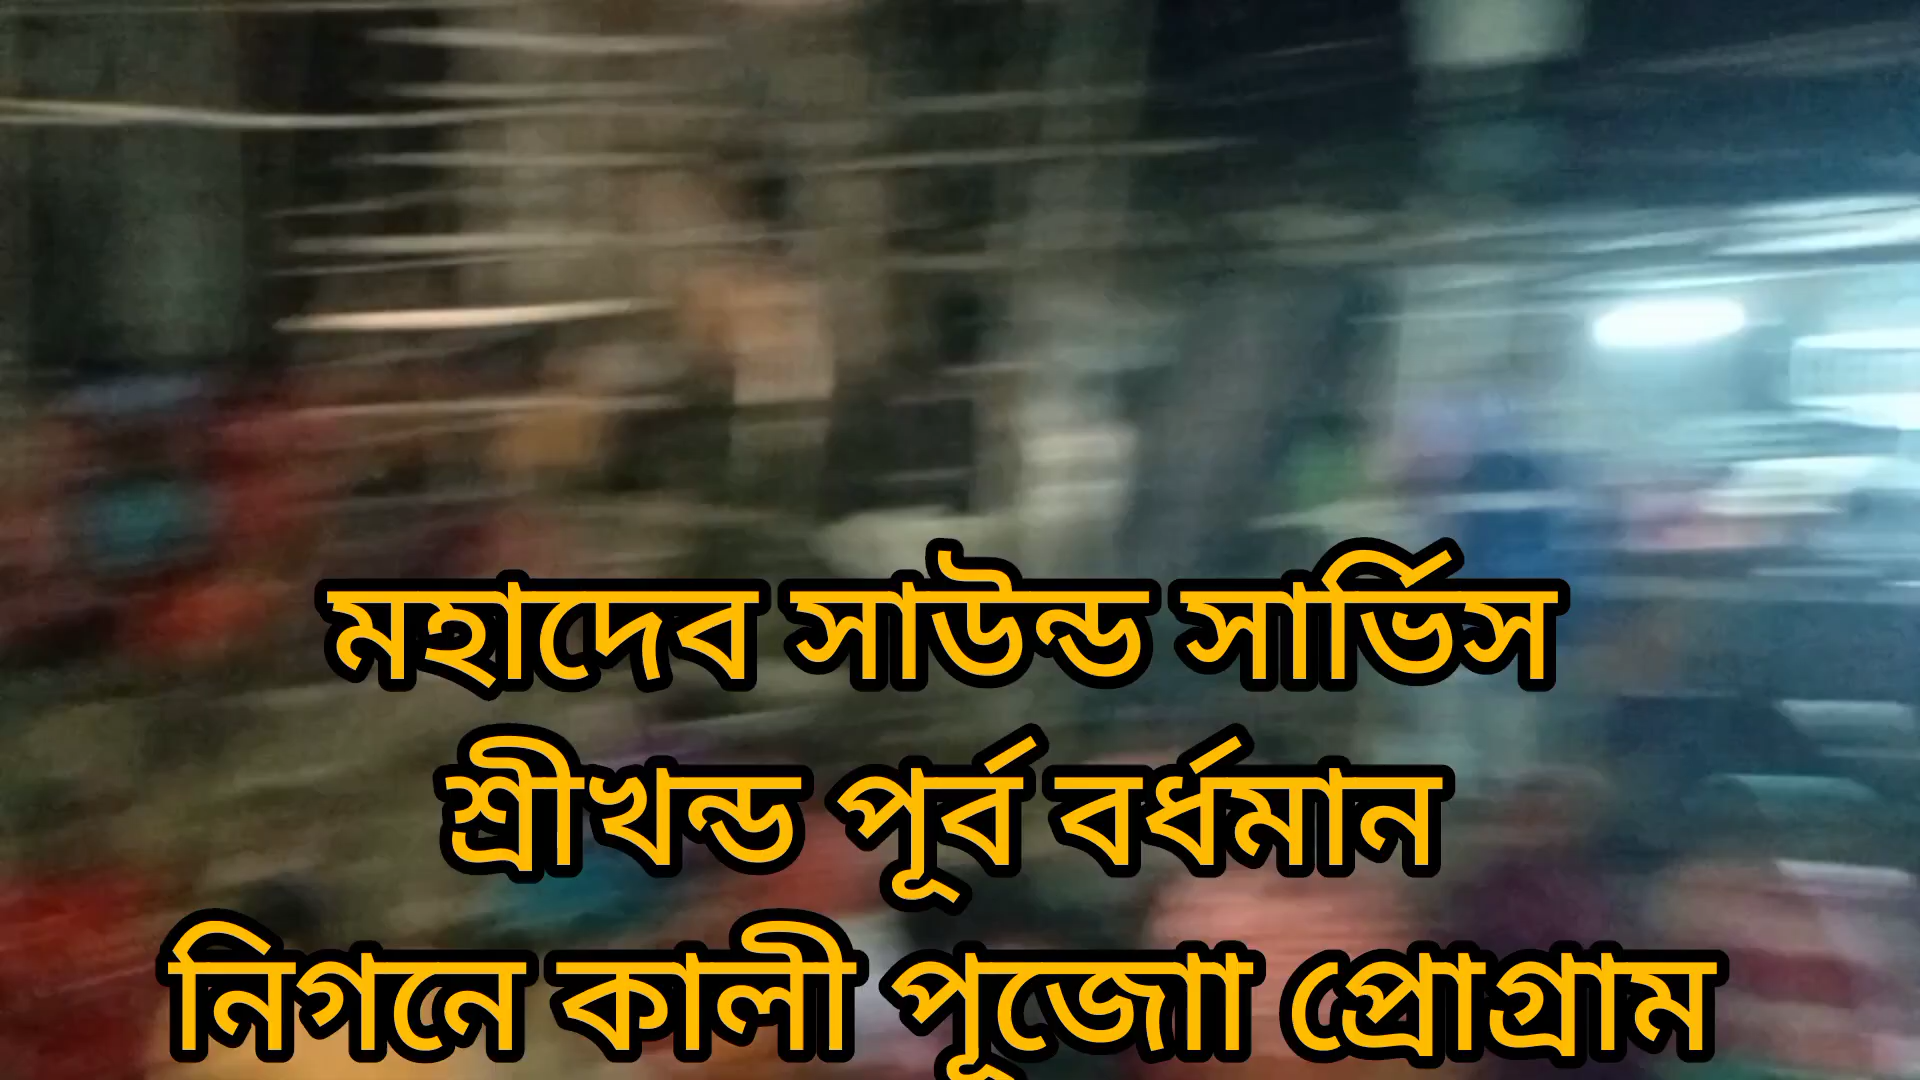 মহাদেব সাউন্ড সার্ভিস
শ্রীখন্ড পূর্ব বর্ধমান
নিগনে কালী পূজাো প্রোগ্রাম